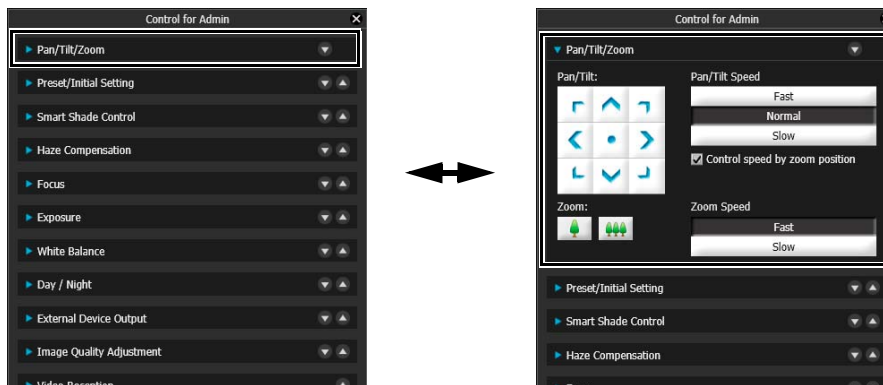 Control for Admin
Pan/Tilt/Zoom
Preset/Initial Setting
Smart Shade Control
Haze Compensation
Focus
Exposure
White Balance
Day / Night
External Device Output
Image Quality Adjustment
Video Reception
Control for Admin
Pan/Tilt/Zoom
Pan/Tilt:
Pan/Tilt Speed
Fast
Normal
Slow
Control speed by zoom position
Zoom:
Zoom Speed
Fast
Slow
Preset/Initial Setting
Smart Shade Control
Haze Compensation